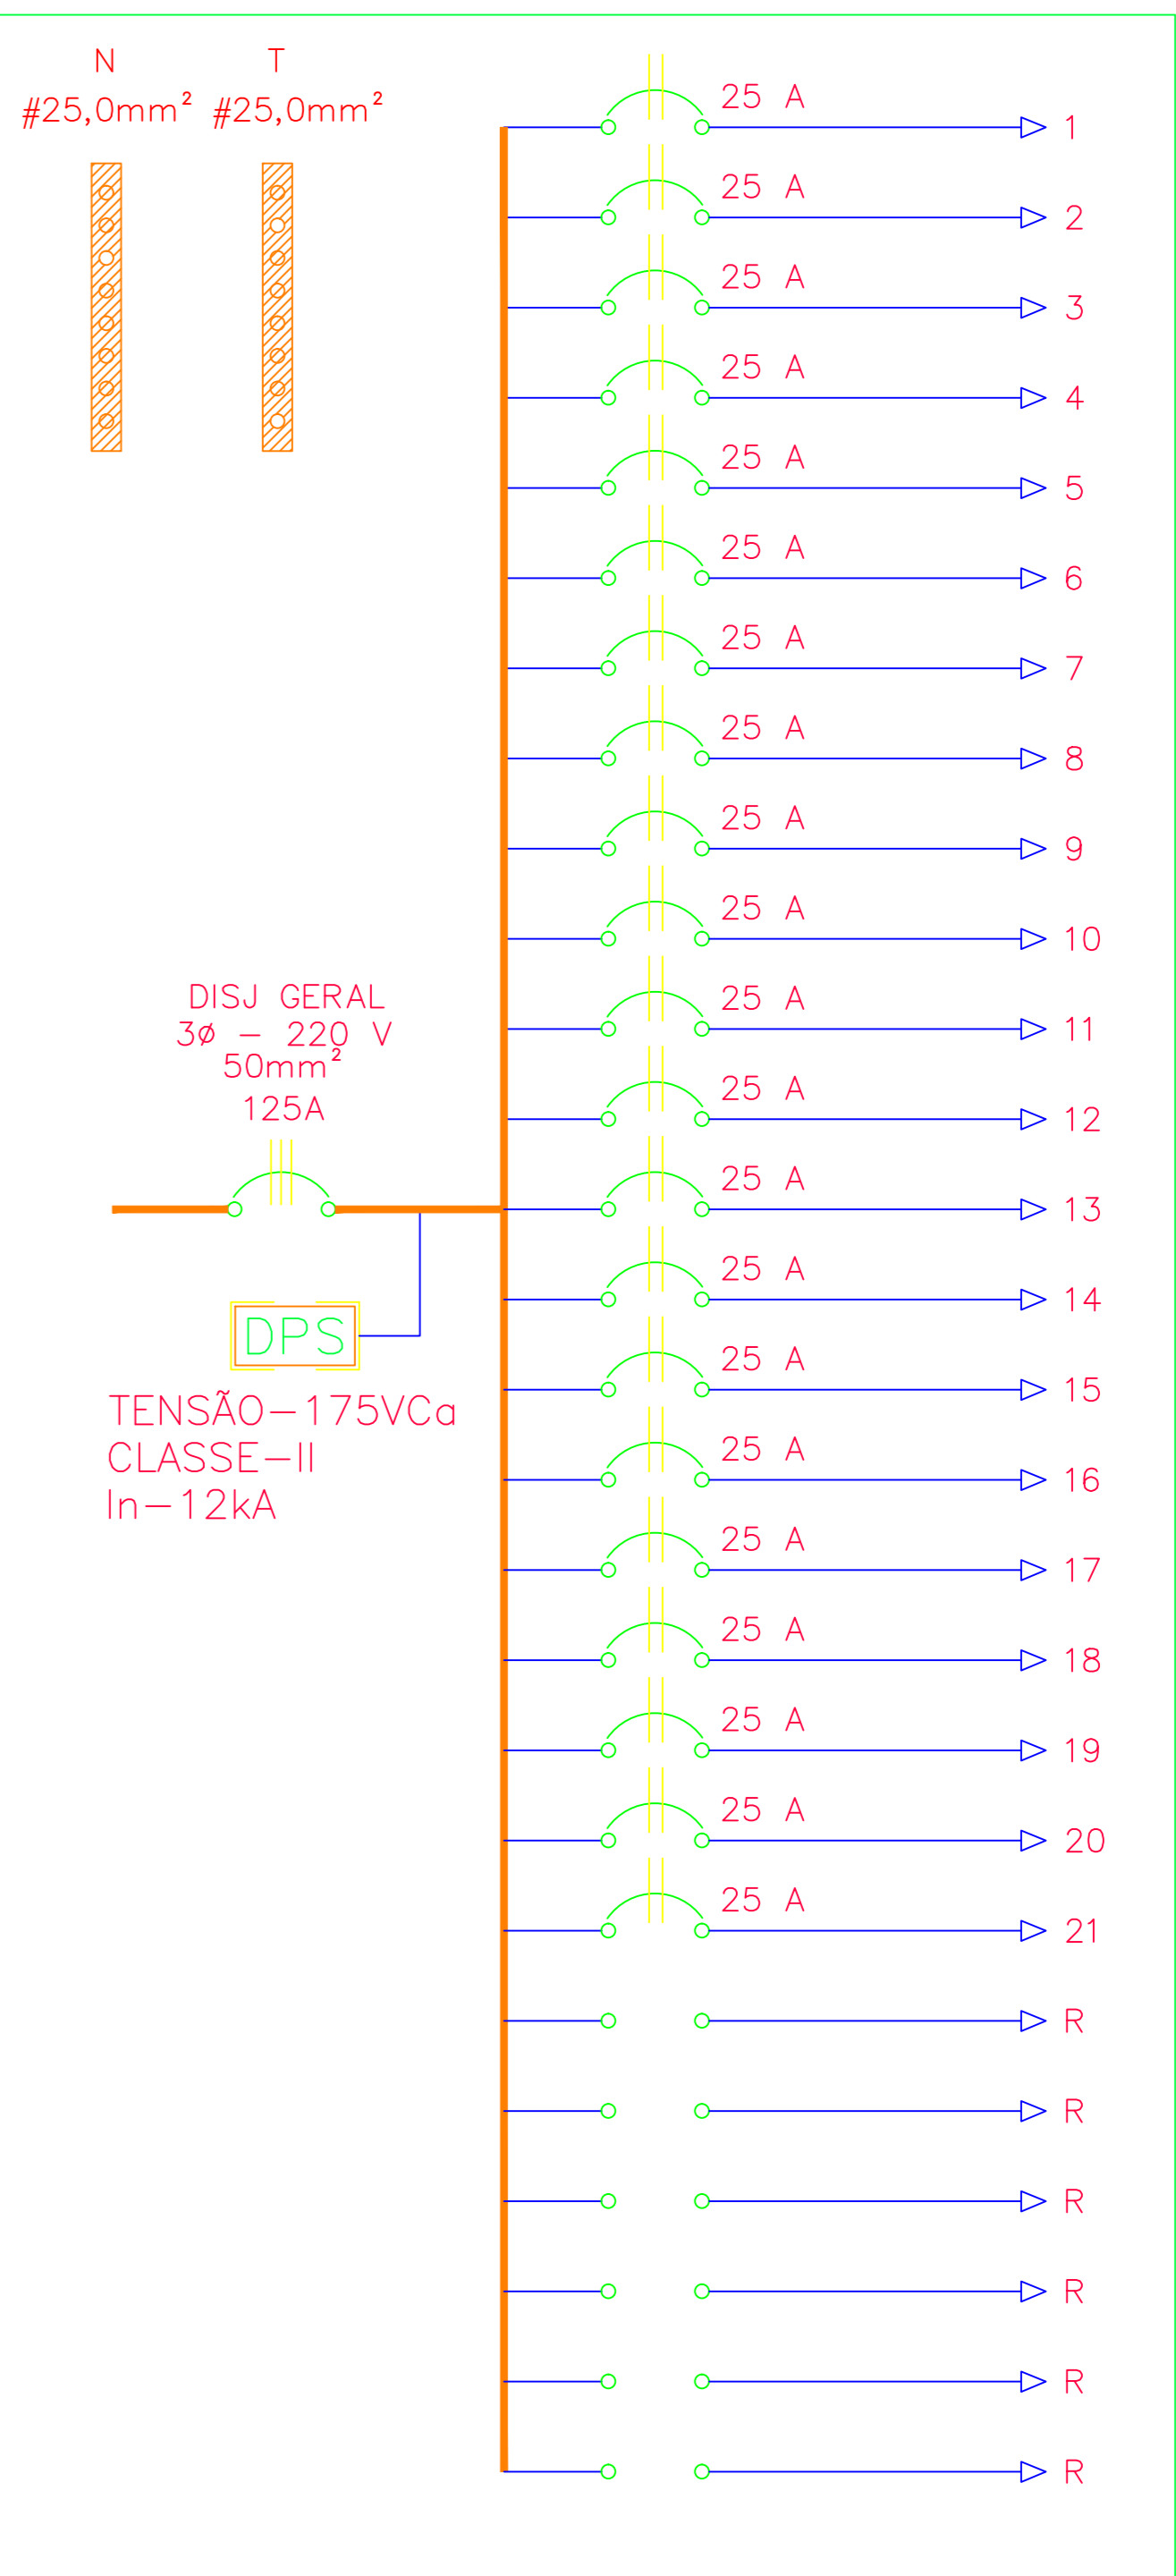 N T
#25,0mm² #25,0mm²
25 A
1
25 A
2
25 A
3
25 A
4
25 A
5
25 A
6
25 A
7
25 A
8
25 A
9
25 A
10
25 A
11
25 A
12
25 A
13
25 A
14
25 A
15
25 A
16
25 A
17
25 A
18
25 A
19
25 A
20
25 A
21
R
R
R
R
R
R
DISJ GERAL
3ø – 220 V
50mm²
125A
DPS
TENSÃO–175VCa
CLASSE–II
In–12kA